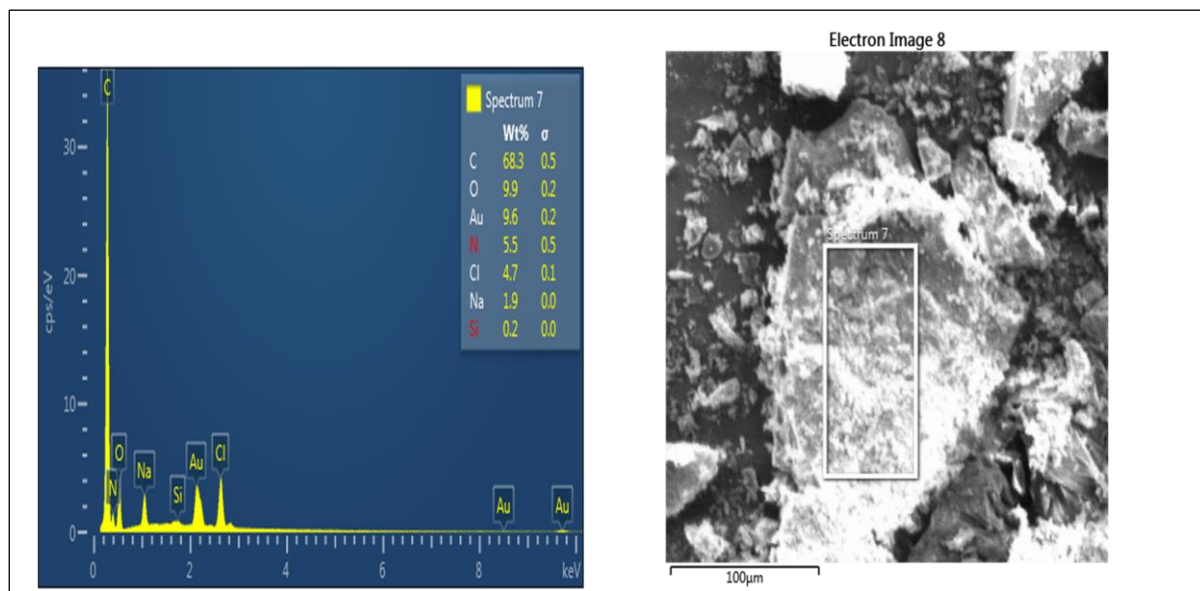 Electron Image 8
Spectrum 7
Wt% σ
C 68.3 0.5
O 9.9 0.2
Au 9.6 0.2
N 5.5 0.5
Cl 4.7 0.1
Na 1.9 0.0
Si 0.2 0.0
cps/eV
30
20
10
0
C
N
O
Na
Si
Au
Cl
Au
Au
0 2 4 6 8 keV
Spectrum 7
100µm